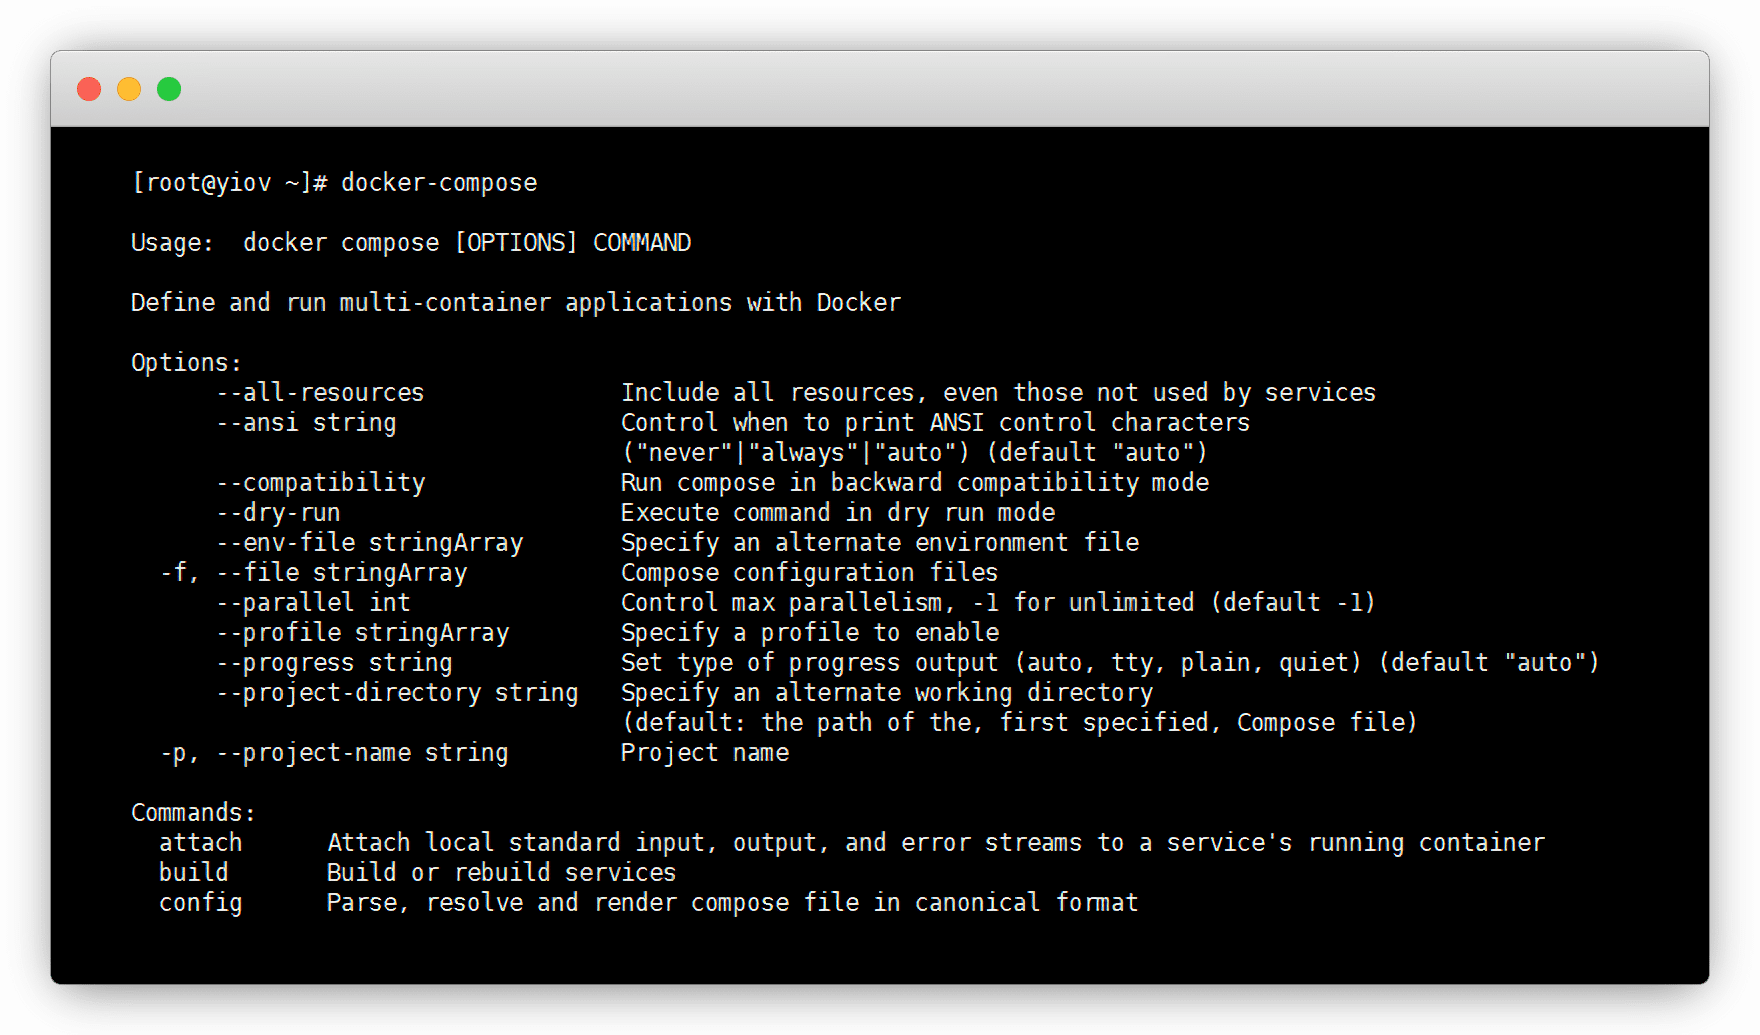 [root@yiov ~]# docker-compose
Usage:  docker compose [OPTIONS] COMMAND
Define and run multi-container applications with Docker
Options:
      --all-resources              Include all resources, even those not used by services
      --ansi string                Control when to print ANSI control characters
                                   ("never"|"always"|"auto") (default "auto")
      --compatibility              Run compose in backward compatibility mode
      --dry-run                    Execute command in dry run mode
      --env-file stringArray       Specify an alternate environment file
  -f, --file stringArray           Compose configuration files
      --parallel int               Control max parallelism, -1 for unlimited (default -1)
      --profile stringArray        Specify a profile to enable
      --progress string            Set type of progress output (auto, tty, plain, quiet) (default "auto")
      --project-directory string   Specify an alternate working directory
                                   (default: the path of the, first specified, Compose file)
  -p, --project-name string        Project name
Commands:
  attach      Attach local standard input, output, and error streams to a service's running container
  build       Build or rebuild services
  config      Parse, resolve and render compose file in canonical format